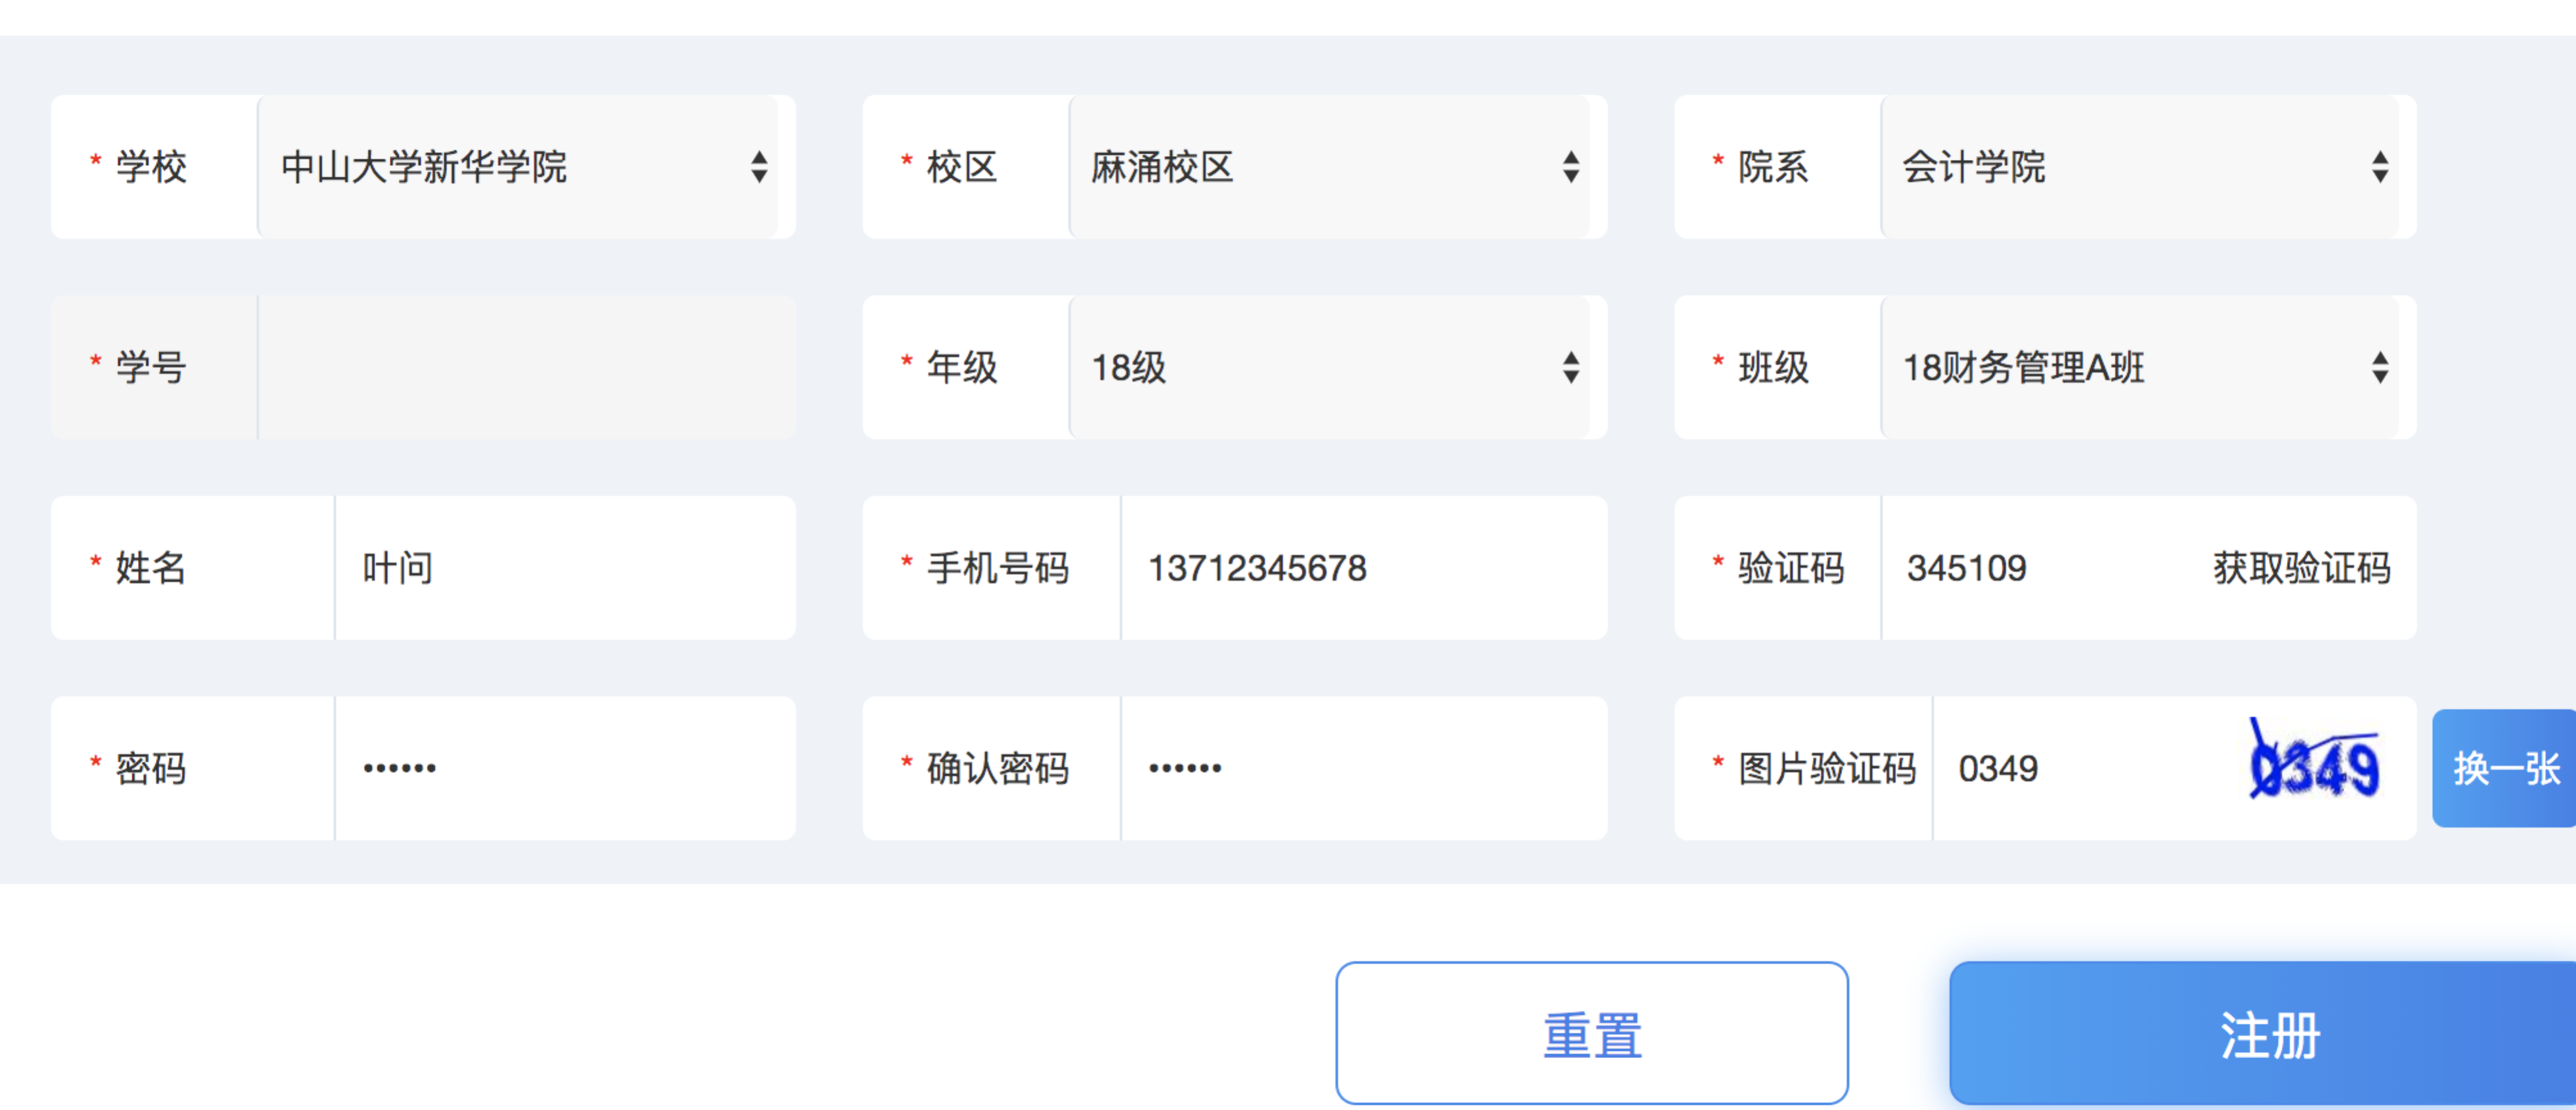 * 学校 中山大学新华学院
* 校区 麻涌校区
* 院系 会计学院
* 学号
* 年级 18级
* 班级 18财务管理A班
* 姓名 叶问
* 手机号码 13712345678
* 验证码 345109 获取验证码
* 密码 ••••••
* 确认密码 ••••••
* 图片验证码 0349 0349 换一张
重置 注册